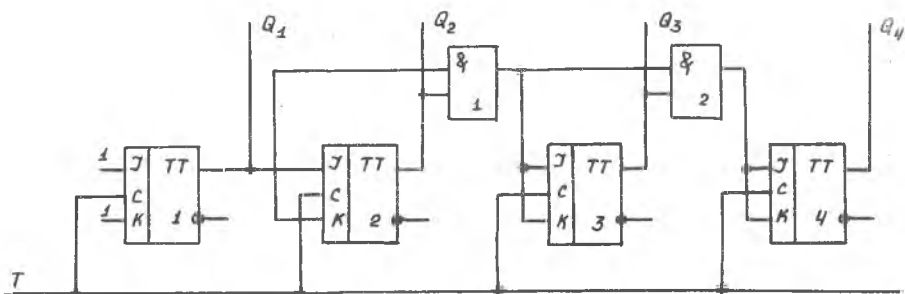 Q1 Q2 Q3 Q4
& 1
& 2
1 J TT
C
1 K 1
J TT
C
K 2
J TT
C
K 3
J TT
C
K 4
T